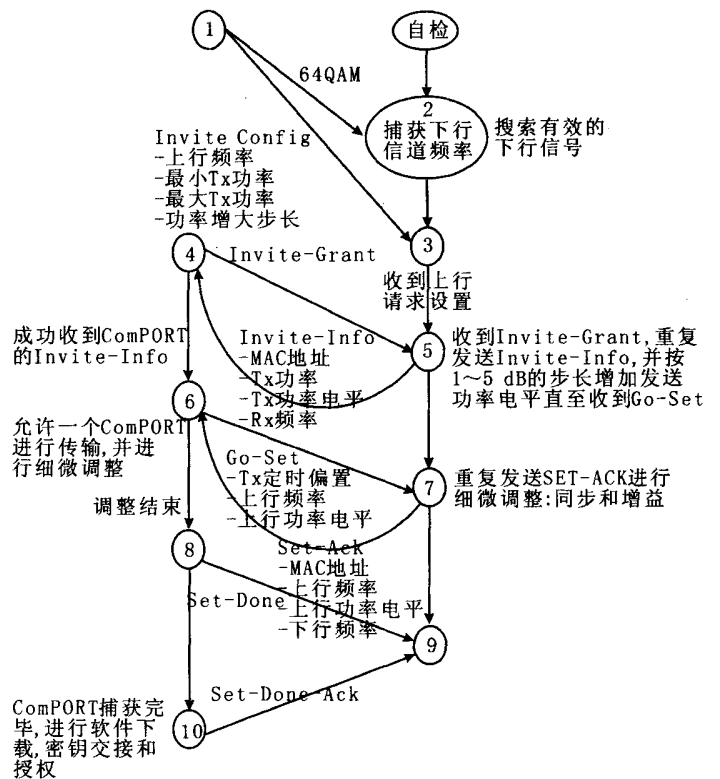 1
自检
64QAM
2
捕获下行
信道频率
搜索有效的
下行信号
Invite Config
-上行频率
-最小Tx功率
-最大Tx功率
-功率增大步长
3
4
Invite-Grant
收到上行
请求设置
成功收到ComPORT
的Invite-Info
Invite-Info
-MAC地址
-Tx功率
-Tx功率电平
-Rx频率
5
收到Invite-Grant,重复
发送Invite-Info,并按
1～5 dB的步长增加发送
功率电平直至收到Go-Set
6
允许一个ComPORT
进行传输,并进
行细微调整
Go-Set
-Tx定时偏置
-上行频率
-上行功率电平
7
重复发送SET-ACK进行
细微调整:同步和增益
调整结束
8
Set-Ack
-MAC地址
-上行频率
-上行功率电平
-下行频率
Set-Done
9
Set-Done-Ack
ComPORT捕获完
毕,进行软件下
载,密钥交接和
授权
10